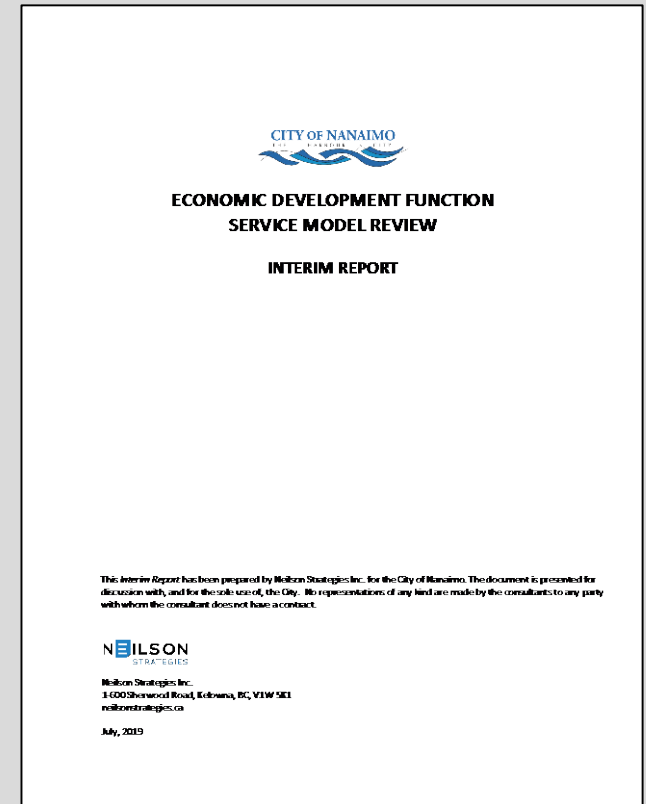 CITY OF NANAIMO
ECONOMIC DEVELOPMENT FUNCTION
SERVICE MODEL REVIEW
INTERIM REPORT
This Interim Report has been prepared by Neilson Strategies Inc. for the City of Nanaimo. The document is presented for
discussion with, and for the sole use of, the City. No representations of any kind are made by the consultants to any party
with whom the consultant does not have a contract.
NEILSON
STRATEGIES
Neilson Strategies Inc.
1-600 Sherwood Road, Kelowna, BC, V1W 5K1
neilsonstrategies.ca
July, 2019